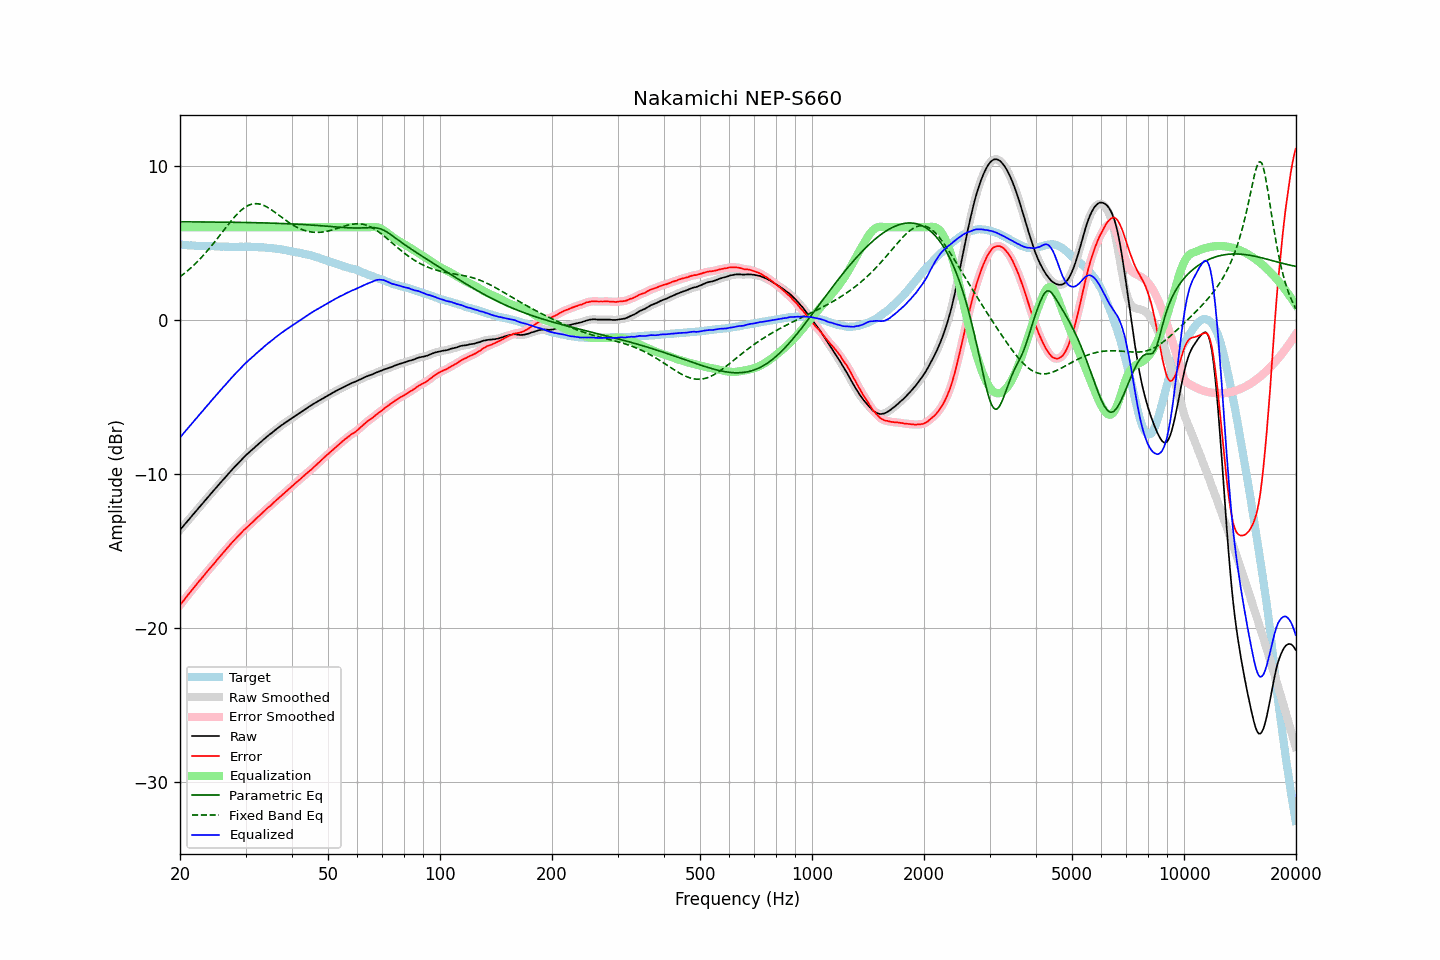 Nakamichi NEP-S660
Amplitude (dBr)
10
0
−10
−20
−30
Target
Raw Smoothed
Error Smoothed
Raw
Error
Equalization
Parametric Eq
Fixed Band Eq
Equalized
20 50 100 200 500 1000 2000 5000 10000 20000
Frequency (Hz)